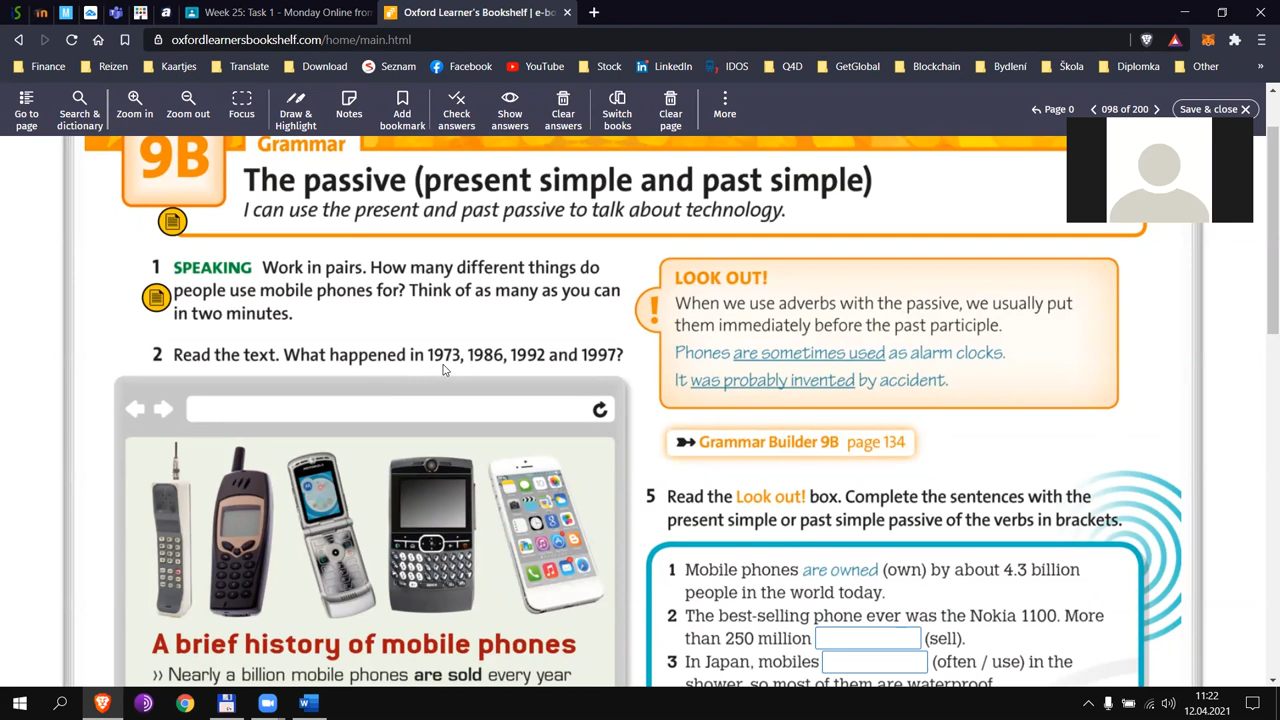 Week 25: Task 1 - Monday Online from
Oxford Learner's Bookshelf | e-bo
oxfordlearnersbookshelf.com/home/main.html
Finance
Reizen
Kaartjes
Translate
Download
Seznam
Facebook
YouTube
Stock
LinkedIn
IDOS
Q4D
GetGlobal
Blockchain
Bydlení
Škola
Diplomka
Other
Go to page
Search & dictionary
Zoom in
Zoom out
Focus
Draw & Highlight
Notes
Add bookmark
Check answers
Show answers
Clear answers
Switch books
Clear page
More
Page 0
098 of 200
Save & close X
9B
Grammar
The passive (present simple and past simple)
I can use the present and past passive to talk about technology.
1 SPEAKING Work in pairs. How many different things do
people use mobile phones for? Think of as many as you can
in two minutes.
2 Read the text. What happened in 1973, 1986, 1992 and 1997?
A brief history of mobile phones
›› Nearly a billion mobile phones are sold every year
LOOK OUT!
When we use adverbs with the passive, we usually put
them immediately before the past participle.
Phones are sometimes used as alarm clocks.
It was probably invented by accident.
Grammar Builder 9B page 134
5 Read the Look out! box. Complete the sentences with the
present simple or past simple passive of the verbs in brackets.
1 Mobile phones are owned (own) by about 4.3 billion
people in the world today.
2 The best-selling phone ever was the Nokia 1100. More
than 250 million (sell).
3 In Japan, mobiles (often / use) in the
shower, so most of them are waterproof.
11:22
12.04.2021